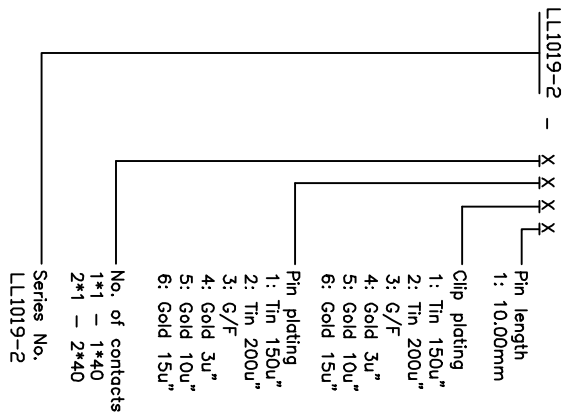 LL1019-2 - X X X X
Pin length
1: 10.00mm
Clip plating
1: Tin 150u"
2: Tin 200u"
3: G/F
4: Gold 3u"
5: Gold 10u"
6: Gold 15u"
Pin plating
1: Tin 150u"
2: Tin 200u"
3: G/F
4: Gold 3u"
5: Gold 10u"
6: Gold 15u"
No. of contacts
1*1 - 1*40
2*1 - 2*40
Series No.
LL1019-2